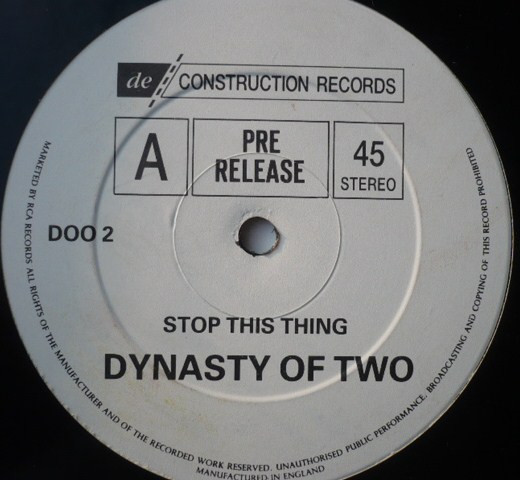 de CONSTRUCTION RECORDS
A
PRE
RELEASE
45
STEREO
DOO 2
STOP THIS THING
DYNASTY OF TWO
MARKETED BY RCA RECORDS ALL RIGHTS OF THE MANUFACTURER AND OF THE RECORDED WORK RESERVED. UNAUTHORISED PUBLIC PERFORMANCE, BROADCASTING AND COPYING OF THIS RECORD PROHIBITED
MANUFACTURED IN ENGLAND